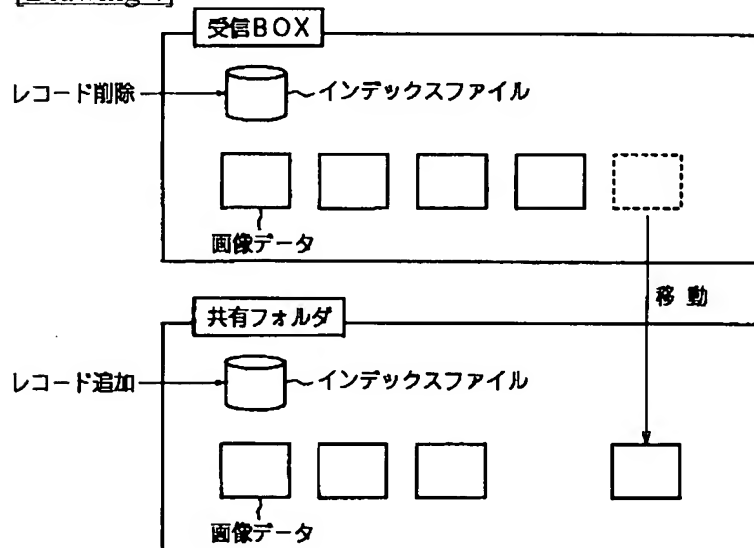 受信BOX
レコード削除
インデックスファイル
画像データ
移動
共有フォルダ
レコード追加
インデックスファイル
画像データ